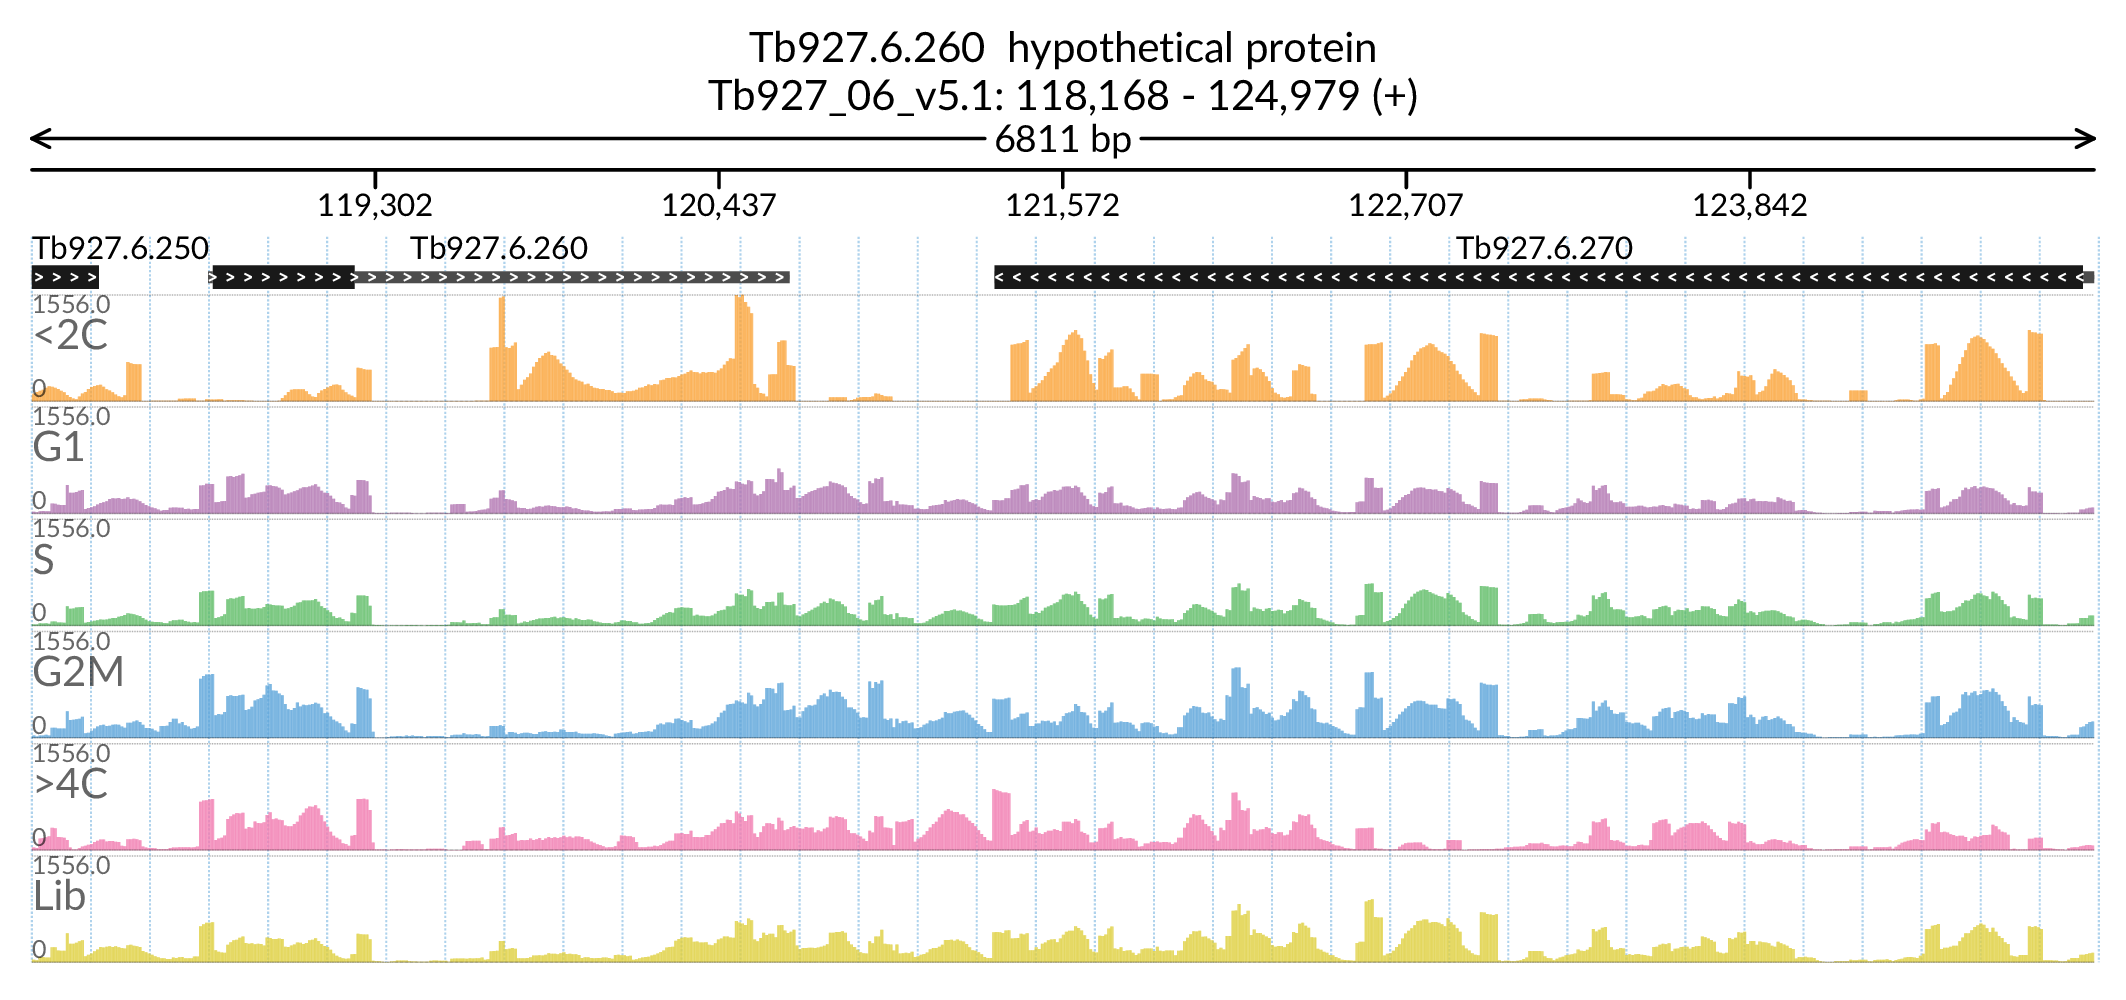 Tb927.6.260 hypothetical protein
Tb927_06_v5.1: 118,168 - 124,979 (+)
6811 bp
119,302 120,437 121,572 122,707 123,842
Tb927.6.250 Tb927.6.260 Tb927.6.270
1556.0
<2C
0
1556.0
G1
0
1556.0
S
0
1556.0
G2M
0
1556.0
>4C
0
1556.0
Lib
0